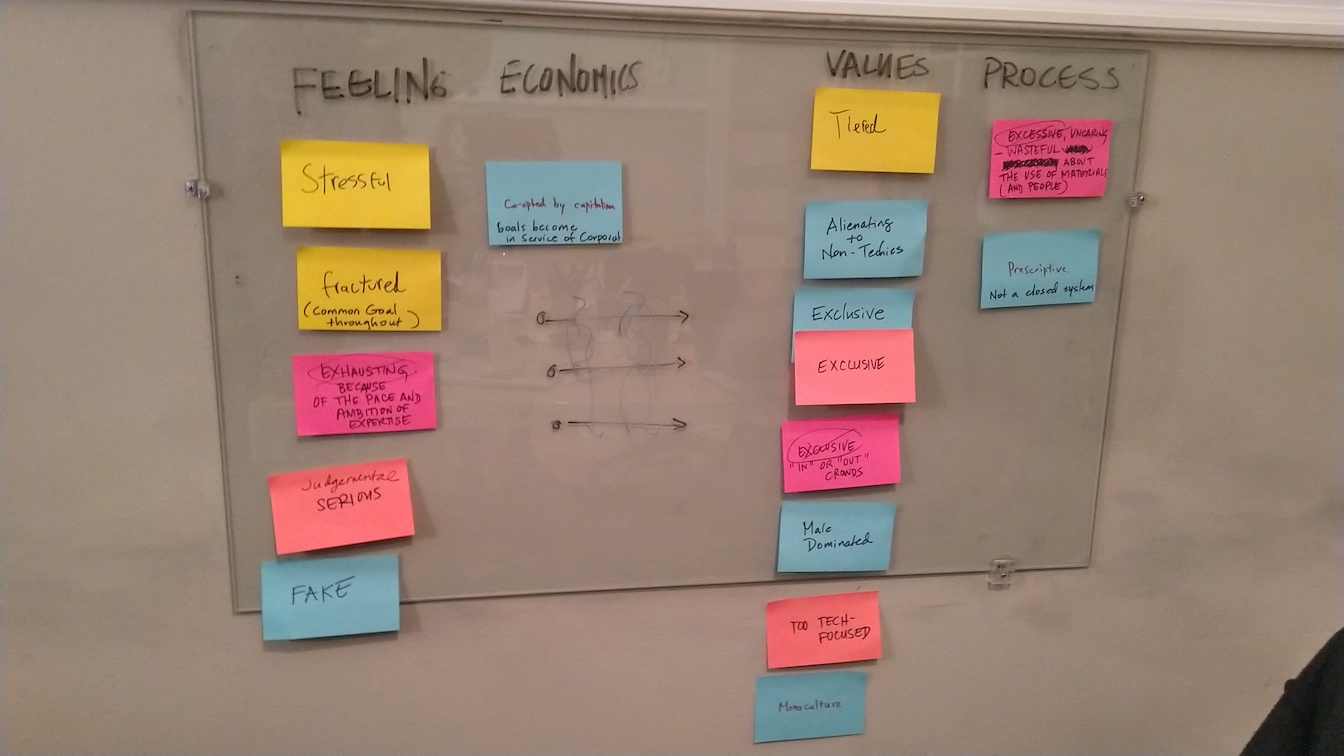 FEELING
Stressful
fractured
(Common Goal
throughout)
EXHAUSTING
BECAUSE
OF THE PACE AND
AMBITION OF
EXPERTISE
Judgemental
SERIOUS
FAKE
ECONOMICS
Co-opted by capitalism
Goals become
in service of Corporat
VALUES
Tiered
Alienating
to
Non-Techies
Exclusive
EXCLUSIVE
EXCLUSIVE
"IN" OR "OUT"
CROWDS
Male
Dominated
TOO TECH-
FOCUSED
Monoculture
PROCESS
EXCESSIVE, UNCARING
- WASTEFUL
ABOUT
THE USE OF MATERIALS
(AND PEOPLE)
Prescriptive
Not a closed system